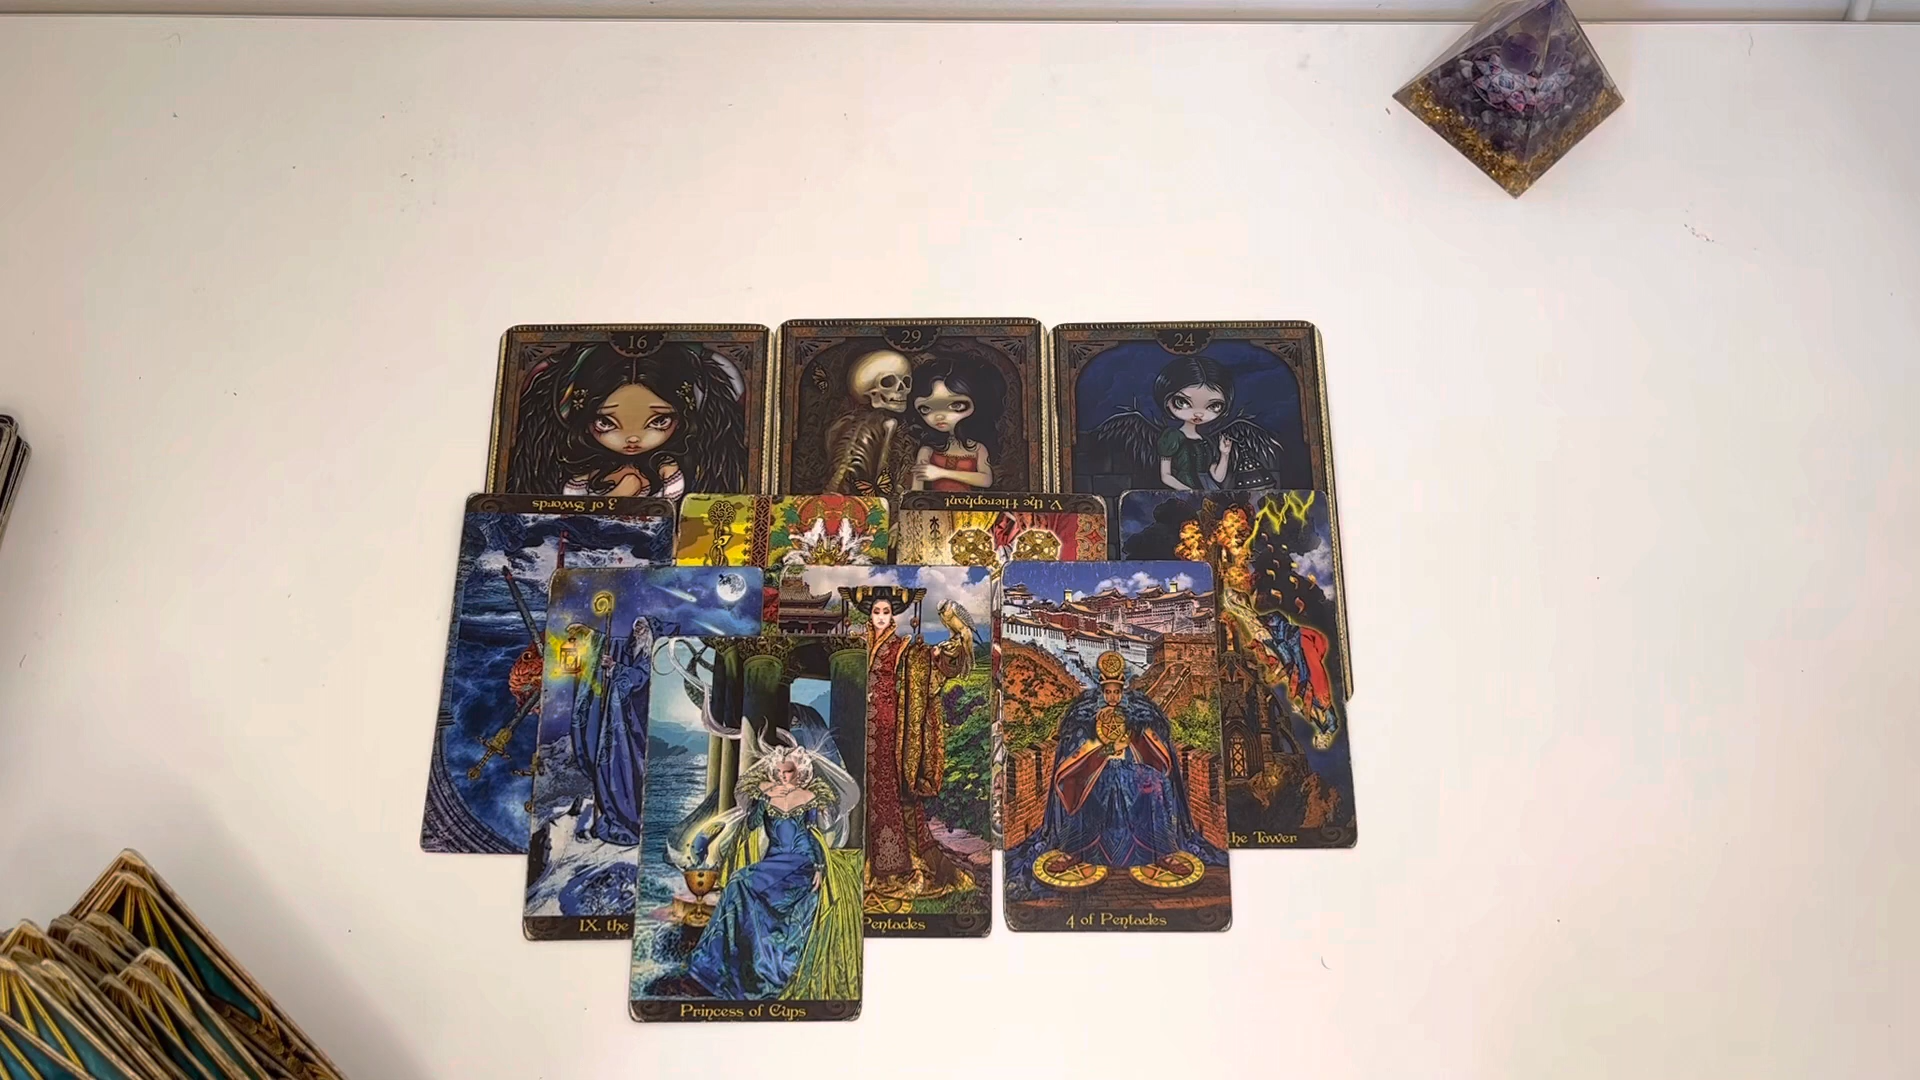 16
29
24
3 of Swords
V. the Hierophant
the Tower
IX. the
Pentacles
4 of Pentacles
Princess of Cups